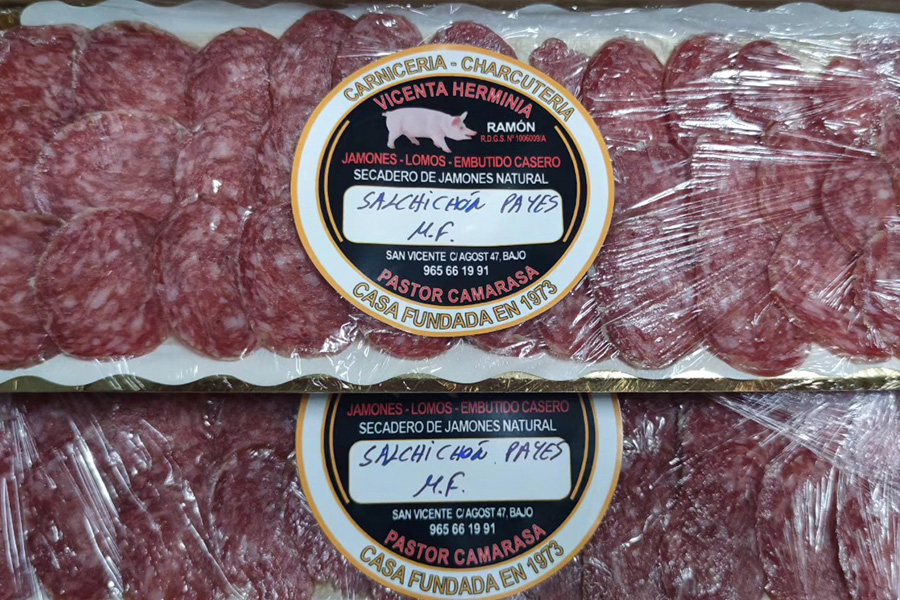 CARNICERIA - CHARCUTERIA
VICENTA HERMINIA
RAMÓN
R.D.G.S. Nº 1006009/A
JAMONES - LOMOS - EMBUTIDO CASERO
SECADERO DE JAMONES NATURAL
SALCHICHÓN PAYES
M.F.
SAN VICENTE C/ AGOST 47, BAJO
965 66 19 91
PASTOR CAMARASA
CASA FUNDADA EN 1973
JAMONES - LOMOS - EMBUTIDO CASERO
SECADERO DE JAMONES NATURAL
SALCHICHÓN PAYES
M.F.
SAN VICENTE C/ AGOST 47, BAJO
965 66 19 91
PASTOR CAMARASA
CASA FUNDADA EN 1973